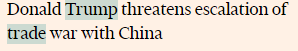 Donald Trump threatens escalation of
trade war with China